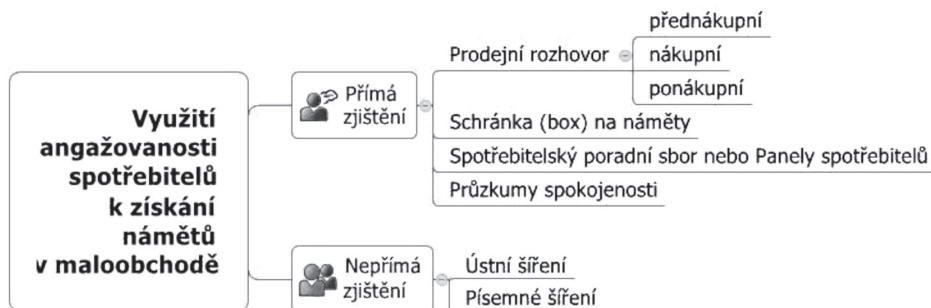 Využití
angažovanosti
spotřebitelů
k získání
námětů
v maloobchodě
Přímá
zjištění
Prodejní rozhovor
přednákupní
nákupní
ponákupní
Schránka (box) na náměty
Spotřebitelský poradní sbor nebo Panely spotřebitelů
Průzkumy spokojenosti
Nepřímá
zjištění
Ústní šíření
Písemné šíření